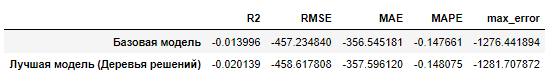 R2 RMSE MAE MAPE max_error
Базовая модель -0.013996 -457.234840 -356.545181 -0.147661 -1276.441894
Лучшая модель (Деревья решений) -0.020139 -458.617808 -357.596120 -0.148075 -1281.707872